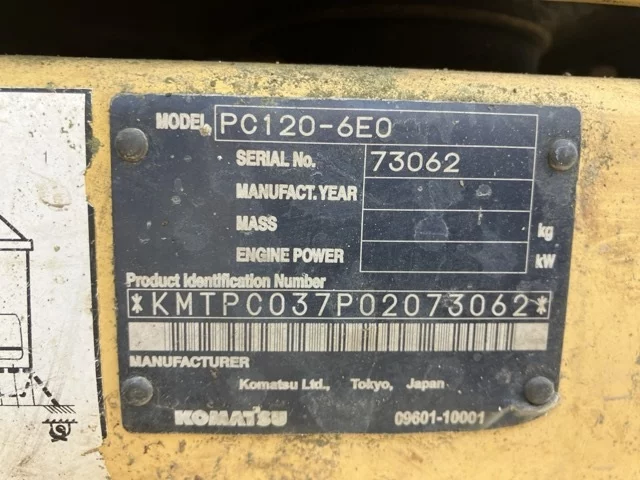 MODEL PC120-6E0
SERIAL No. 73062
MANUFACT.YEAR
MASS kg
ENGINE POWER kW
Product Identification Number
*KMTPC037P02073062*
MANUFACTURER
Komatsu Ltd., Tokyo, Japan
KOMATSU 09601-10001